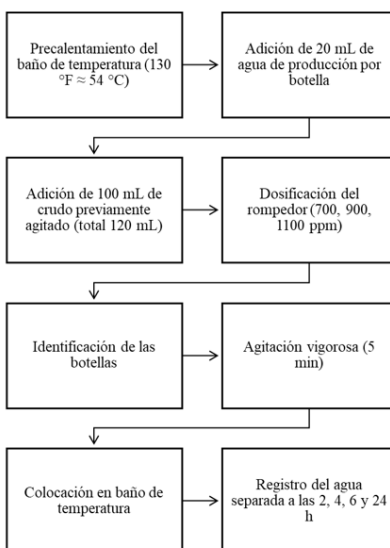 Precalentamiento del
baño de temperatura (130
°F ≈ 54 °C)
Adición de 20 mL de
agua de producción por
botella
Adición de 100 mL de
crudo previamente
agitado (total 120 mL)
Dosificación del
rompedor (700, 900,
1100 ppm)
Identificación de las
botellas
Agitación vigorosa (5
min)
Colocación en baño de
temperatura
Registro del agua
separada a las 2, 4, 6 y 24
h